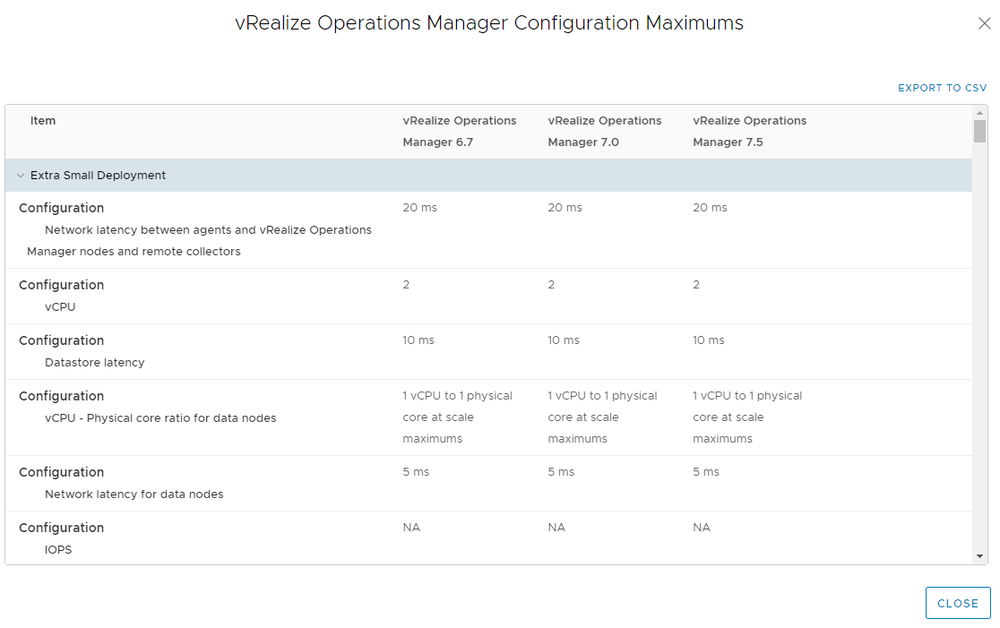 vRealize Operations Manager Configuration Maximums
EXPORT TO CSV
Item
vRealize Operations Manager 6.7
vRealize Operations Manager 7.0
vRealize Operations Manager 7.5
Extra Small Deployment
Configuration 20 ms 20 ms 20 ms
Network latency between agents and vRealize Operations
Manager nodes and remote collectors
Configuration 2 2 2
vCPU
Configuration 10 ms 10 ms 10 ms
Datastore latency
Configuration 1 vCPU to 1 physical 1 vCPU to 1 physical 1 vCPU to 1 physical
vCPU - Physical core ratio for data nodes core at scale core at scale core at scale
maximums maximums maximums
Configuration 5 ms 5 ms 5 ms
Network latency for data nodes
Configuration NA NA NA
IOPS
CLOSE